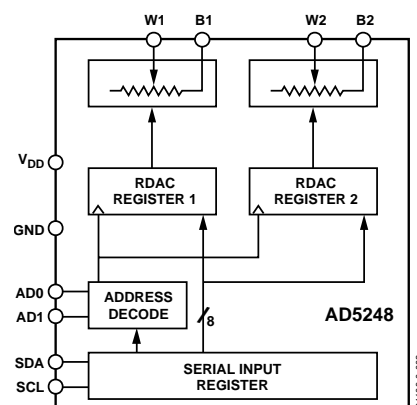 W1 B1 W2 B2
V_DD
RDAC
REGISTER 1
RDAC
REGISTER 2
GND
AD0
AD1
ADDRESS
DECODE
8
AD5248
SDA
SCL
SERIAL INPUT
REGISTER